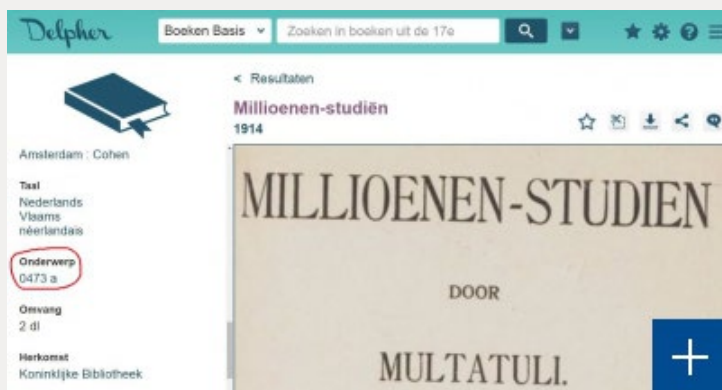 Delpher
Boeken Basis
Zoeken in boeken uit de 17e
< Resultaten
Millioenen-studiën
1914
Amsterdam : Cohen
Taal
Nederlands
Vlaams
néerlandais
Onderwerp
0473 a
Omvang
2 dl
Herkomst
Koninklijke Bibliotheek
MILLIOENEN-STUDIEN
DOOR
MULTATULI.